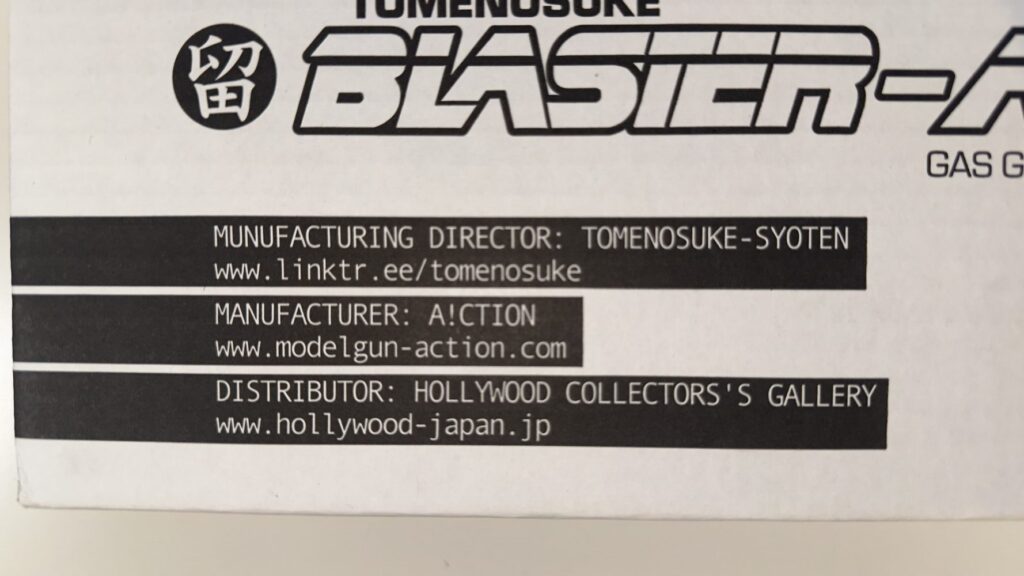 TOMENOSUKE
留 BLASTER-
GAS
MUNUFACTURING DIRECTOR: TOMENOSUKE-SYOTEN
www.linktr.ee/tomenosuke
MANUFACTURER: A!CTION
www.modelgun-action.com
DISTRIBUTOR: HOLLYWOOD COLLECTORS'S GALLERY
www.hollywood-japan.jp